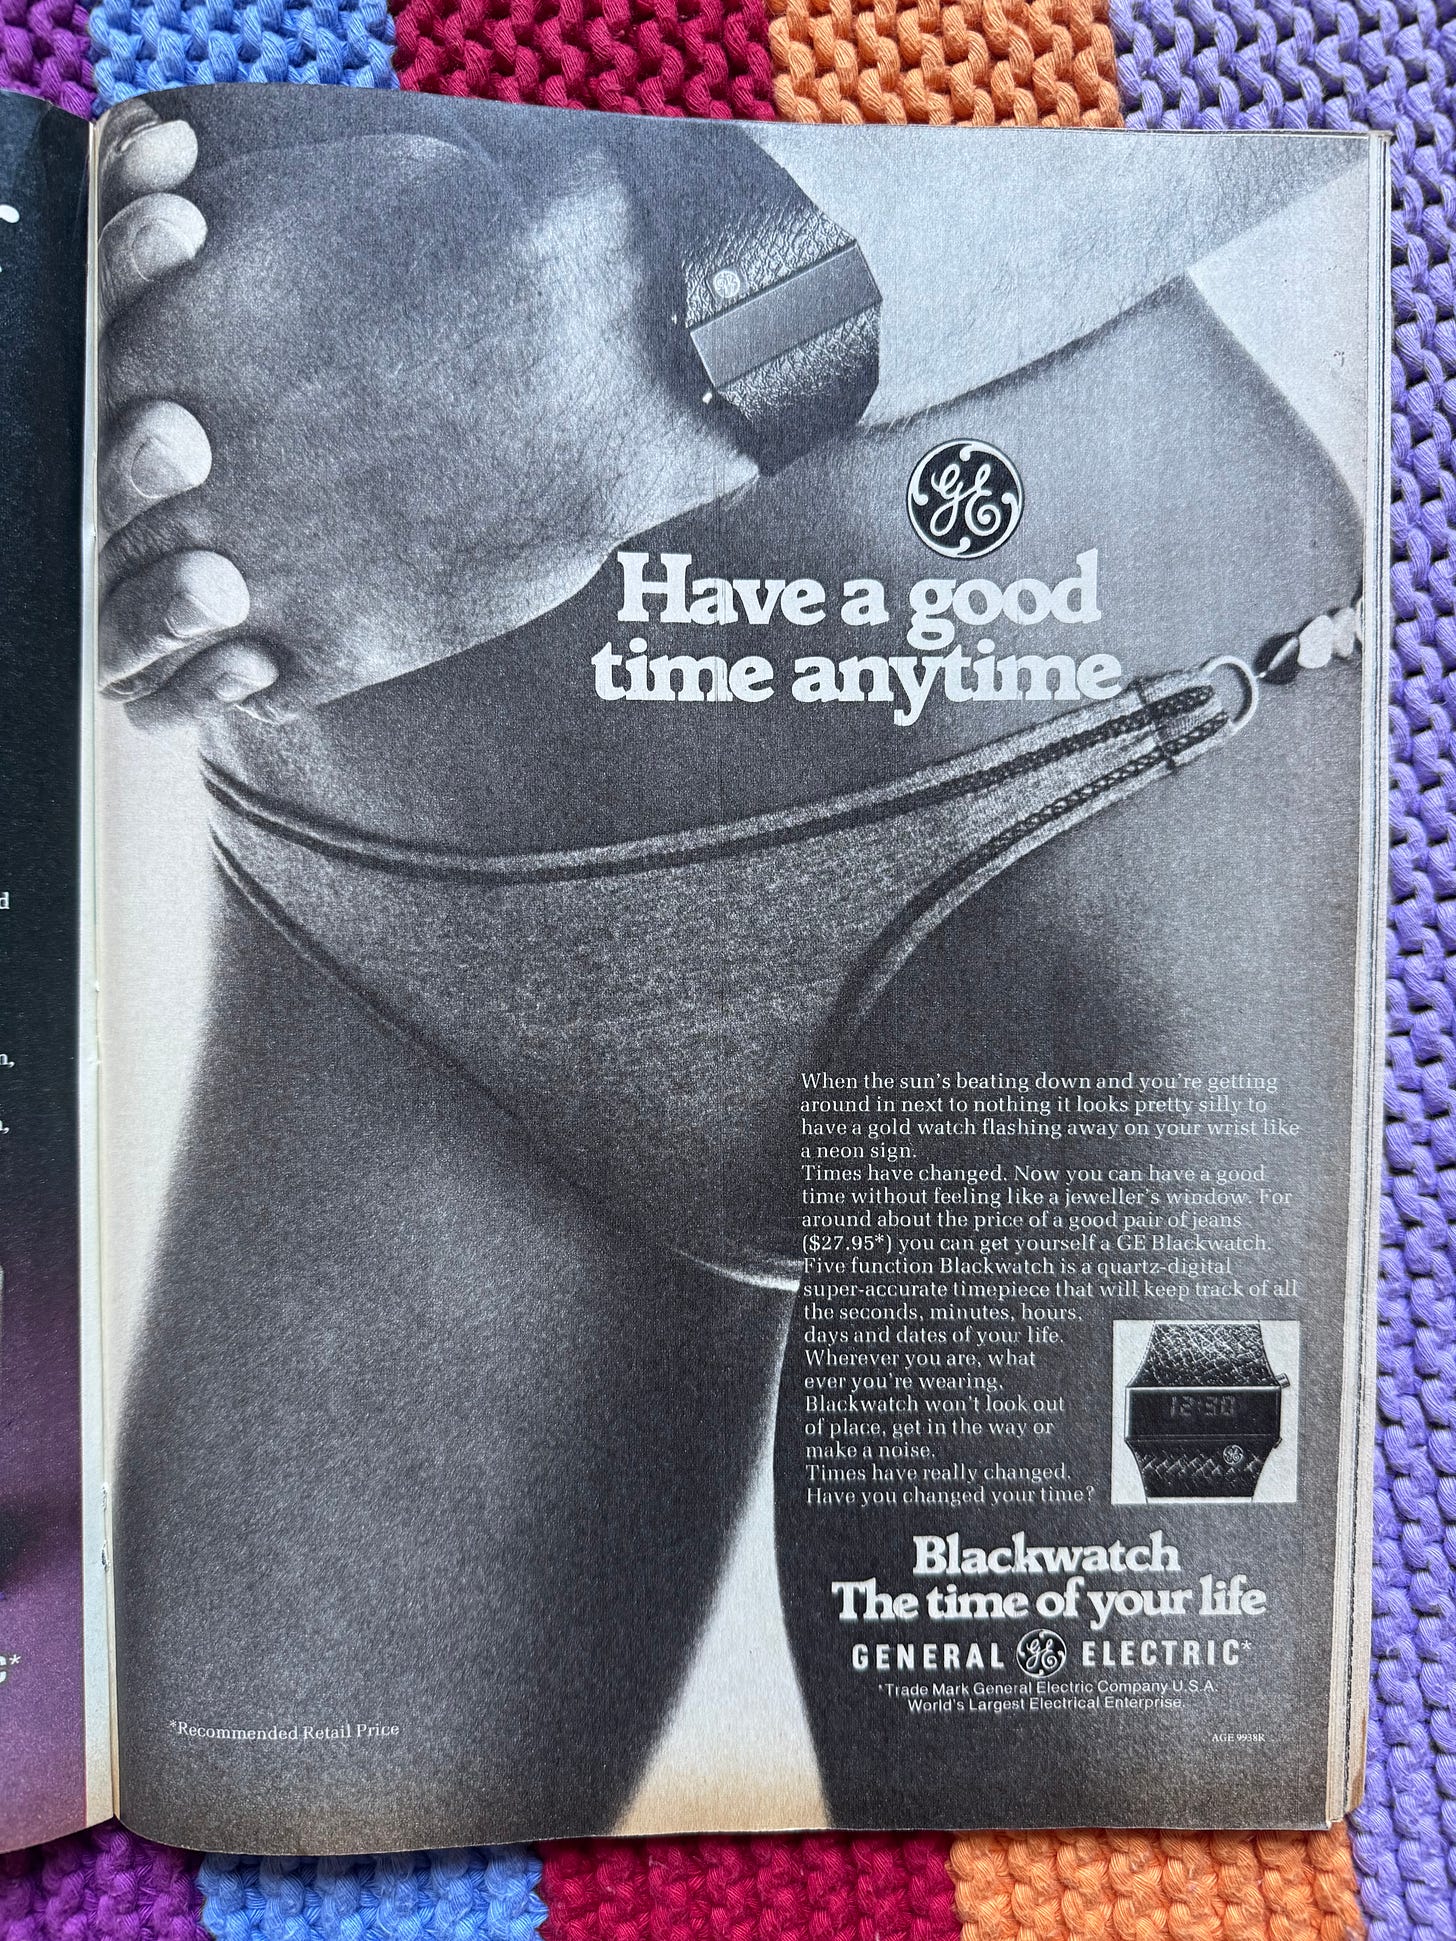 GE
Have a good
time anytime
When the sun's beating down and you're getting
around in next to nothing it looks pretty silly to
have a gold watch flashing away on your wrist like
a neon sign.
Times have changed. Now you can have a good
time without feeling like a jeweller's window. For
around about the price of a good pair of jeans
($27.95*) you can get yourself a GE Blackwatch.
Five function Blackwatch is a quartz-digital
super-accurate timepiece that will keep track of all
the seconds, minutes, hours,
days and dates of your life.
Wherever you are, what
ever you're wearing,
Blackwatch won't look out
of place, get in the way or
make a noise.
Times have really changed.
Have you changed your time?
Blackwatch
The time of your life
GENERAL GE ELECTRIC*
*Trade Mark General Electric Company U.S.A.
World's Largest Electrical Enterprise.
*Recommended Retail Price
AGE 9938R